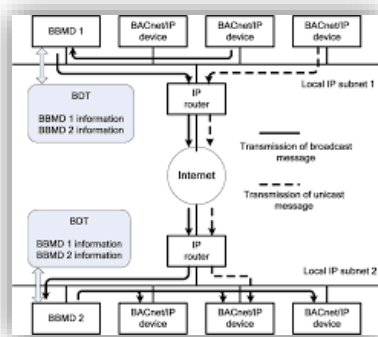 BBMD 1
BACnet/IP
device
BACnet/IP
device
BACnet/IP
device
Local IP subnet 1
BDT
BBMD 1 information
BBMD 2 information
IP
router
Transmission of broadcast
message
Internet
Transmission of unicast
message
BDT
BBMD 1 information
BBMD 2 information
IP
router
Local IP subnet 2
BBMD 2
BACnet/IP
device
BACnet/IP
device
BACnet/IP
device